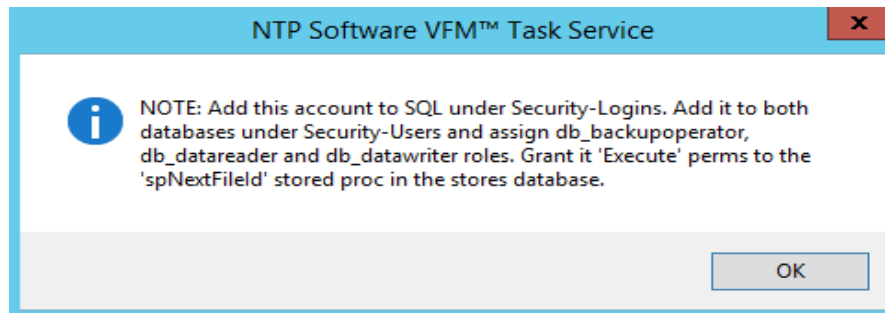 NTP Software VFM™ Task Service
x
NOTE: Add this account to SQL under Security-Logins. Add it to both
databases under Security-Users and assign db_backupoperator,
db_datareader and db_datawriter roles. Grant it 'Execute' perms to the
'spNextFileId' stored proc in the stores database.
OK